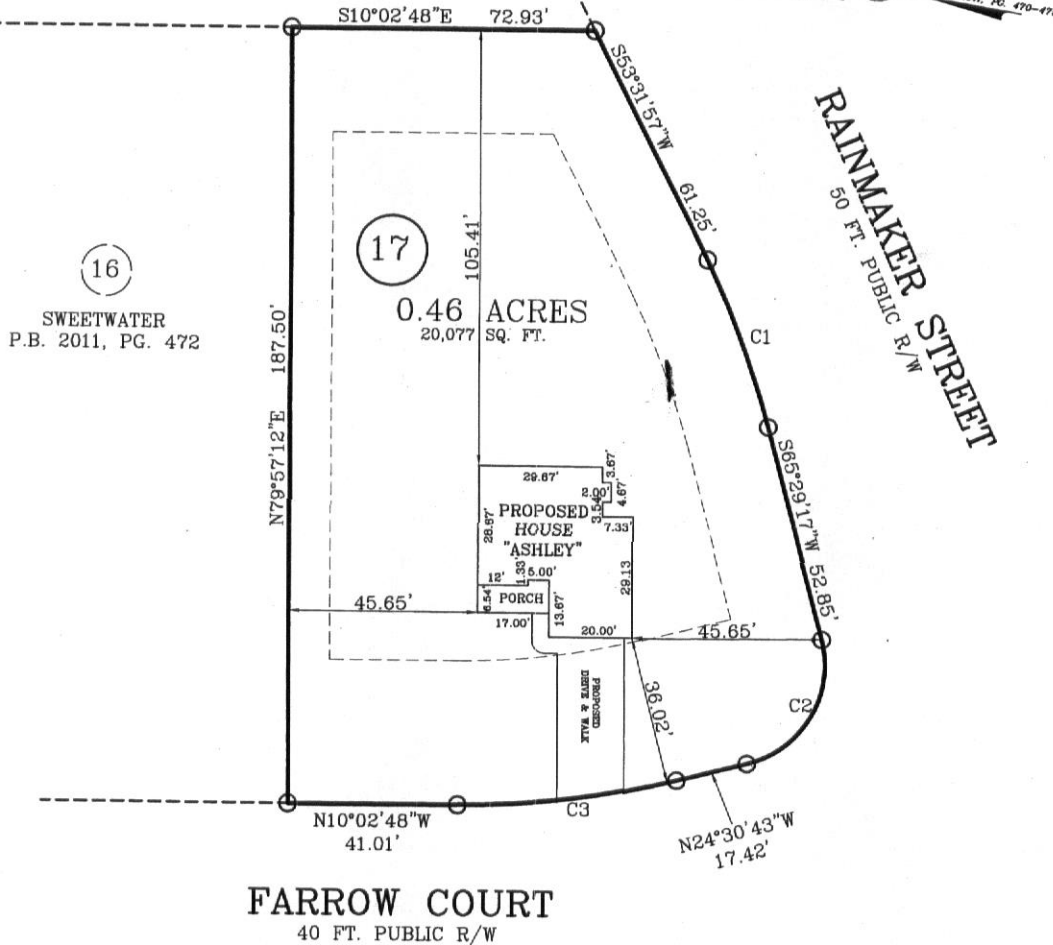 PG. 470-47
S10°02'48"E 72.93'
S53°31'57"W 61.25'
RAINMAKER STREET
50 FT. PUBLIC R/W
16
SWEETWATER
P.B. 2011, PG. 472
17
0.46 ACRES
20,077 SQ. FT.
105.41'
N79°57'12"E 187.50'
C1
S65°29'17"W 52.85'
29.67'
3.67'
2.00'
4.67'
3.54'
7.33'
PROPOSED
HOUSE
"ASHLEY"
28.67'
29.13
12'
1.33'
5.00'
6.54'
PORCH
13.67'
17.00'
20.00'
45.65'
45.65'
36.02'
PROPOSED
DRIVE & WALK
C2
C3
N10°02'48"W
41.01'
N24°30'43"W
17.42'
FARROW COURT
40 FT. PUBLIC R/W